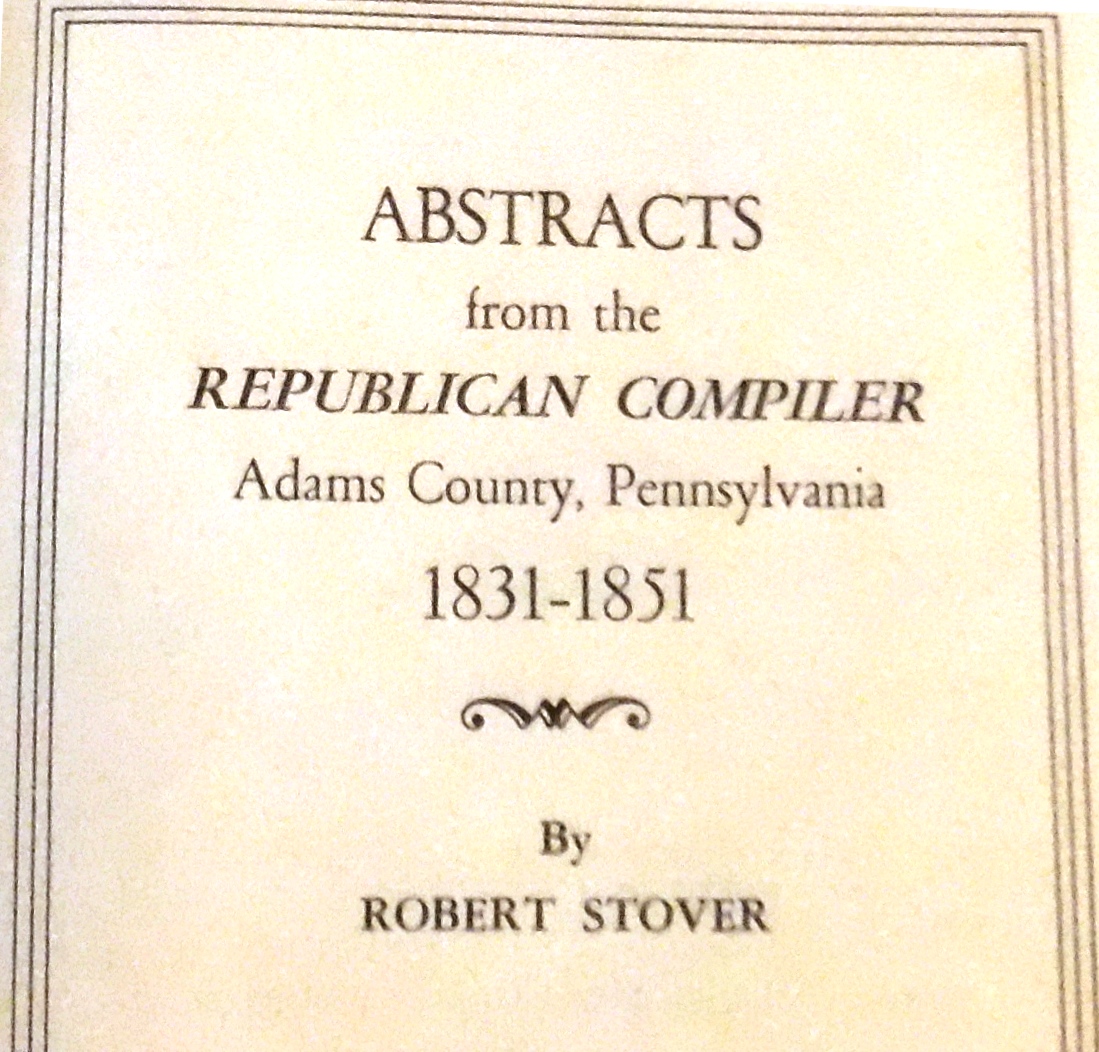 ABSTRACTS
from the
REPUBLICAN COMPILER
Adams County, Pennsylvania
1831-1851
By
ROBERT STOVER